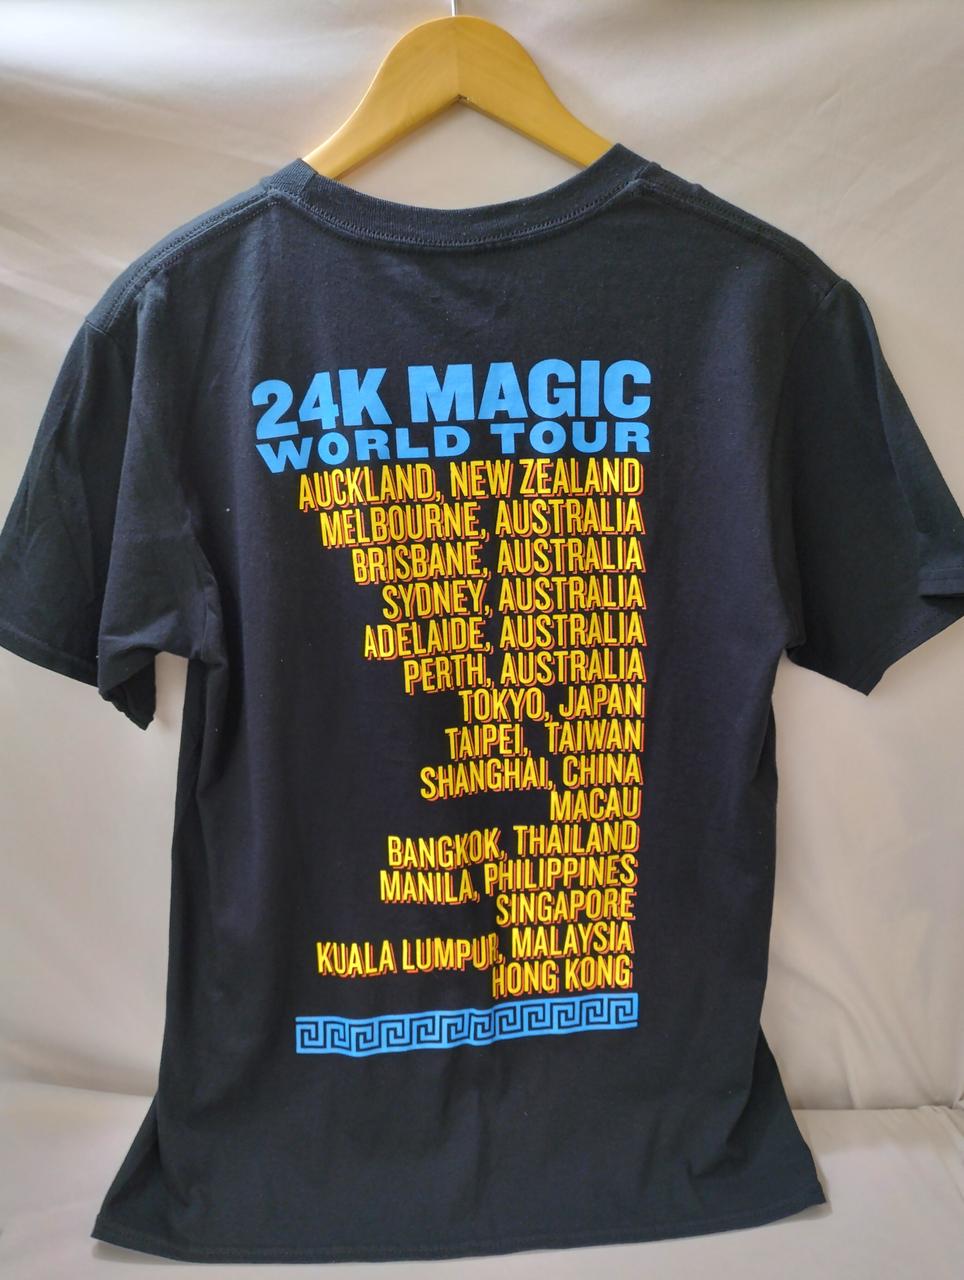 24K MAGIC
WORLD TOUR
AUCKLAND, NEW ZEALAND
MELBOURNE, AUSTRALIA
BRISBANE, AUSTRALIA
SYDNEY, AUSTRALIA
ADELAIDE, AUSTRALIA
PERTH, AUSTRALIA
TOKYO, JAPAN
TAIPEI, TAIWAN
SHANGHAI, CHINA
MACAU
BANGKOK, THAILAND
MANILA, PHILIPPINES
SINGAPORE
KUALA LUMPUR, MALAYSIA
HONG KONG